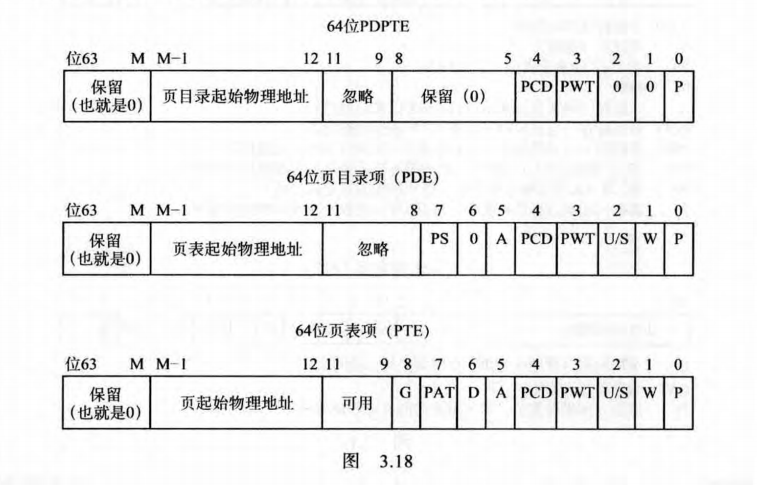 64位PDPTE
位63 M M-1 12 11 9 8 5 4 3 2 1 0
保留 页目录起始物理地址 忽略 保留（0） PCD PWT 0 0 P
（也就是0）
64位页目录项（PDE）
位63 M M-1 12 11 8 7 6 5 4 3 2 1 0
保留 页表起始物理地址 忽略 PS 0 A PCD PWT U/S W P
（也就是0）
64位页表项（PTE）
位63 M M-1 12 11 9 8 7 6 5 4 3 2 1 0
保留 页起始物理地址 可用 G PAT D A PCD PWT U/S W P
（也就是0）
图 3.18